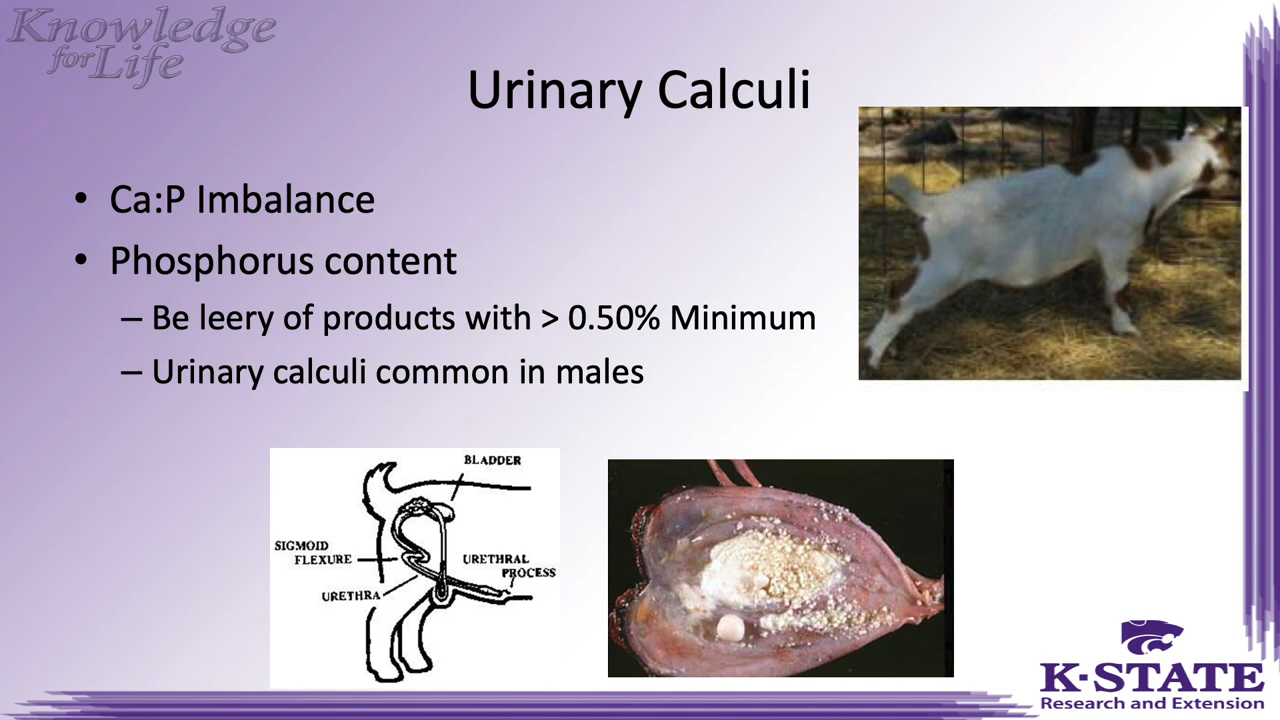 Knowledge
for Life
Urinary Calculi
• Ca:P Imbalance
• Phosphorus content
– Be leery of products with > 0.50% Minimum
– Urinary calculi common in males
BLADDER
SIGMOID
FLEXURE
URETHRAL
PROCESS
URETHRA
K-STATE
Research and Extension